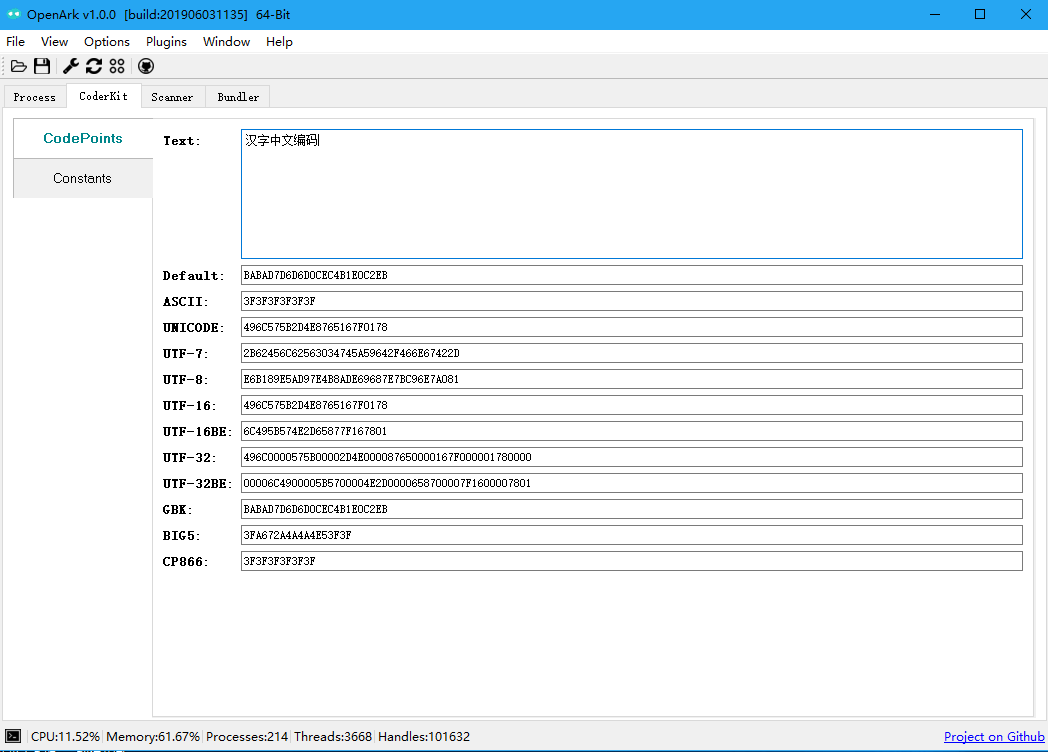 OpenArk v1.0.0 [build:201906031135] 64-Bit
File View Options Plugins Window Help
Process CoderKit Scanner Bundler
CodePoints
Constants
Text: 汉字中文编码
Default: BABAD7D6D6D0CEC4B1E0C2EB
ASCII: 3F3F3F3F3F3F
UNICODE: 496C575B2D4E8765167F0178
UTF-7: 2B62456C62563034745A59642F466E67422D
UTF-8: E6B189E5AD97E4B8ADE69687E7BC96E7A081
UTF-16: 496C575B2D4E8765167F0178
UTF-16BE: 6C495B574E2D65877F167801
UTF-32: 496C0000575B00002D4E000087650000167F000001780000
UTF-32BE: 00006C4900005B5700004E2D0000658700007F1600007801
GBK: BABAD7D6D6D0CEC4B1E0C2EB
BIG5: 3FA672A4A4A4E53F3F
CP866: 3F3F3F3F3F3F
CPU:11.52% Memory:61.67% Processes:214 Threads:3668 Handles:101632 Project on Github